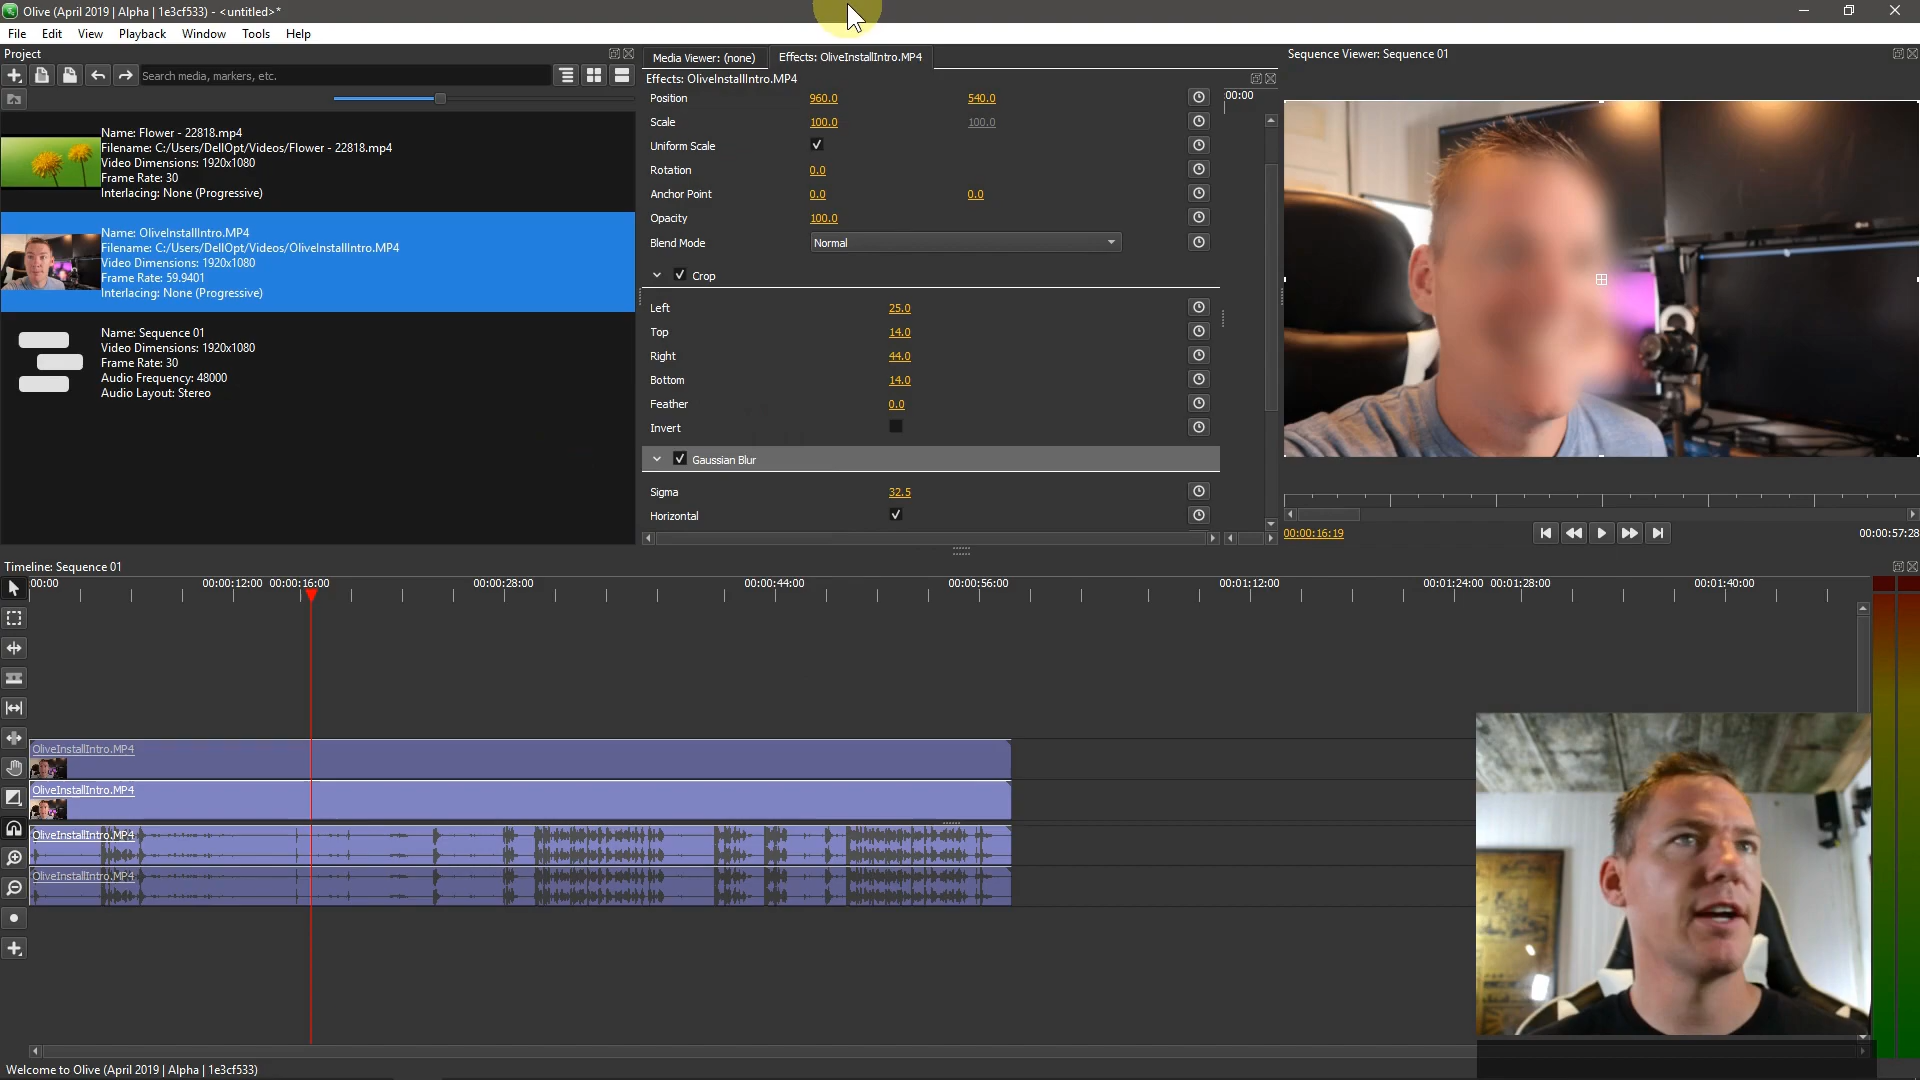 Olive (April 2019 | Alpha | 1e3cf533) - <untitled>*
File Edit View Playback Window Tools Help
Project
Search media, markers, etc.
Name: Flower - 22818.mp4
Filename: C:/Users/DellOpt/Videos/Flower - 22818.mp4
Video Dimensions: 1920x1080
Frame Rate: 30
Interlacing: None (Progressive)
Name: OliveInstallIntro.MP4
Filename: C:/Users/DellOpt/Videos/OliveInstallIntro.MP4
Video Dimensions: 1920x1080
Frame Rate: 59.9401
Interlacing: None (Progressive)
Name: Sequence 01
Video Dimensions: 1920x1080
Frame Rate: 30
Audio Frequency: 48000
Audio Layout: Stereo
Media Viewer: (none) Effects: OliveInstallIntro.MP4
Effects: OliveInstallIntro.MP4
00:00
Position 960.0 540.0
Scale 100.0 100.0
Uniform Scale
Rotation 0.0
Anchor Point 0.0 0.0
Opacity 100.0
Blend Mode Normal
Crop
Left 25.0
Top 14.0
Right 44.0
Bottom 14.0
Feather 0.0
Invert
Gaussian Blur
Sigma 32.5
Horizontal
Sequence Viewer: Sequence 01
00:00:16:19 00:00:57:28
Timeline: Sequence 01
00:00 00:00:12:00 00:00:16:00 00:00:28:00 00:00:44:00 00:00:56:00 00:01:12:00 00:01:24:00 00:01:28:00 00:01:40:00
OliveInstallIntro.MP4
OliveInstallIntro.MP4
OliveInstallIntro.MP4
OliveInstallIntro.MP4
Welcome to Olive (April 2019 | Alpha | 1e3cf533)